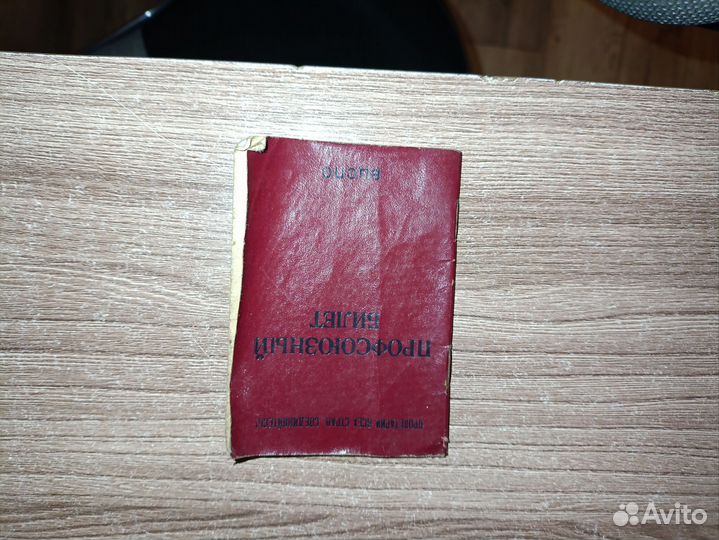 ПРОЛЕТАРИИ ВСЕХ СТРАН, СОЕДИНЯЙТЕСЬ!
ПРОФСОЮЗНЫЙ
БИЛЕТ
ВЦСПС
Avito